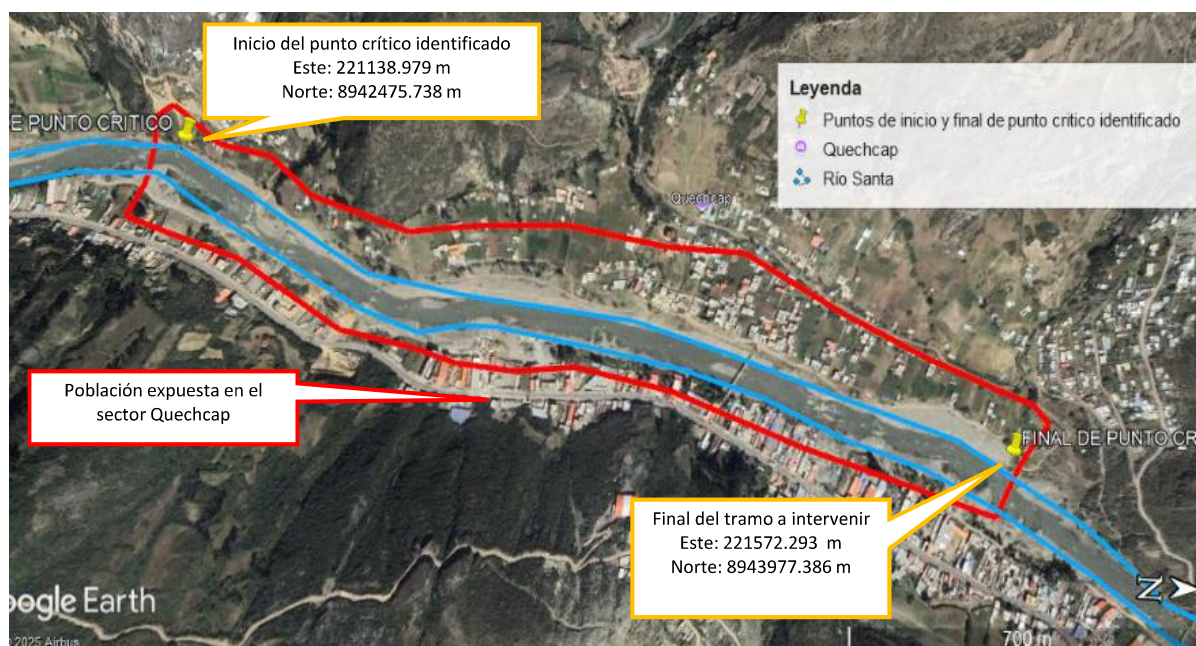 Inicio del punto crítico identificado
Este: 221138.979 m
Norte: 8942475.738 m
E PUNTO CRITICO
Leyenda
Puntos de inicio y final de punto critico identificado
Quechcap
Río Santa
Quechcap
Población expuesta en el
sector Quechcap
FINAL DE PUNTO CR
Final del tramo a intervenir
Este: 221572.293 m
Norte: 8943977.386 m
N
oogle Earth
2025 Airbus
700 m